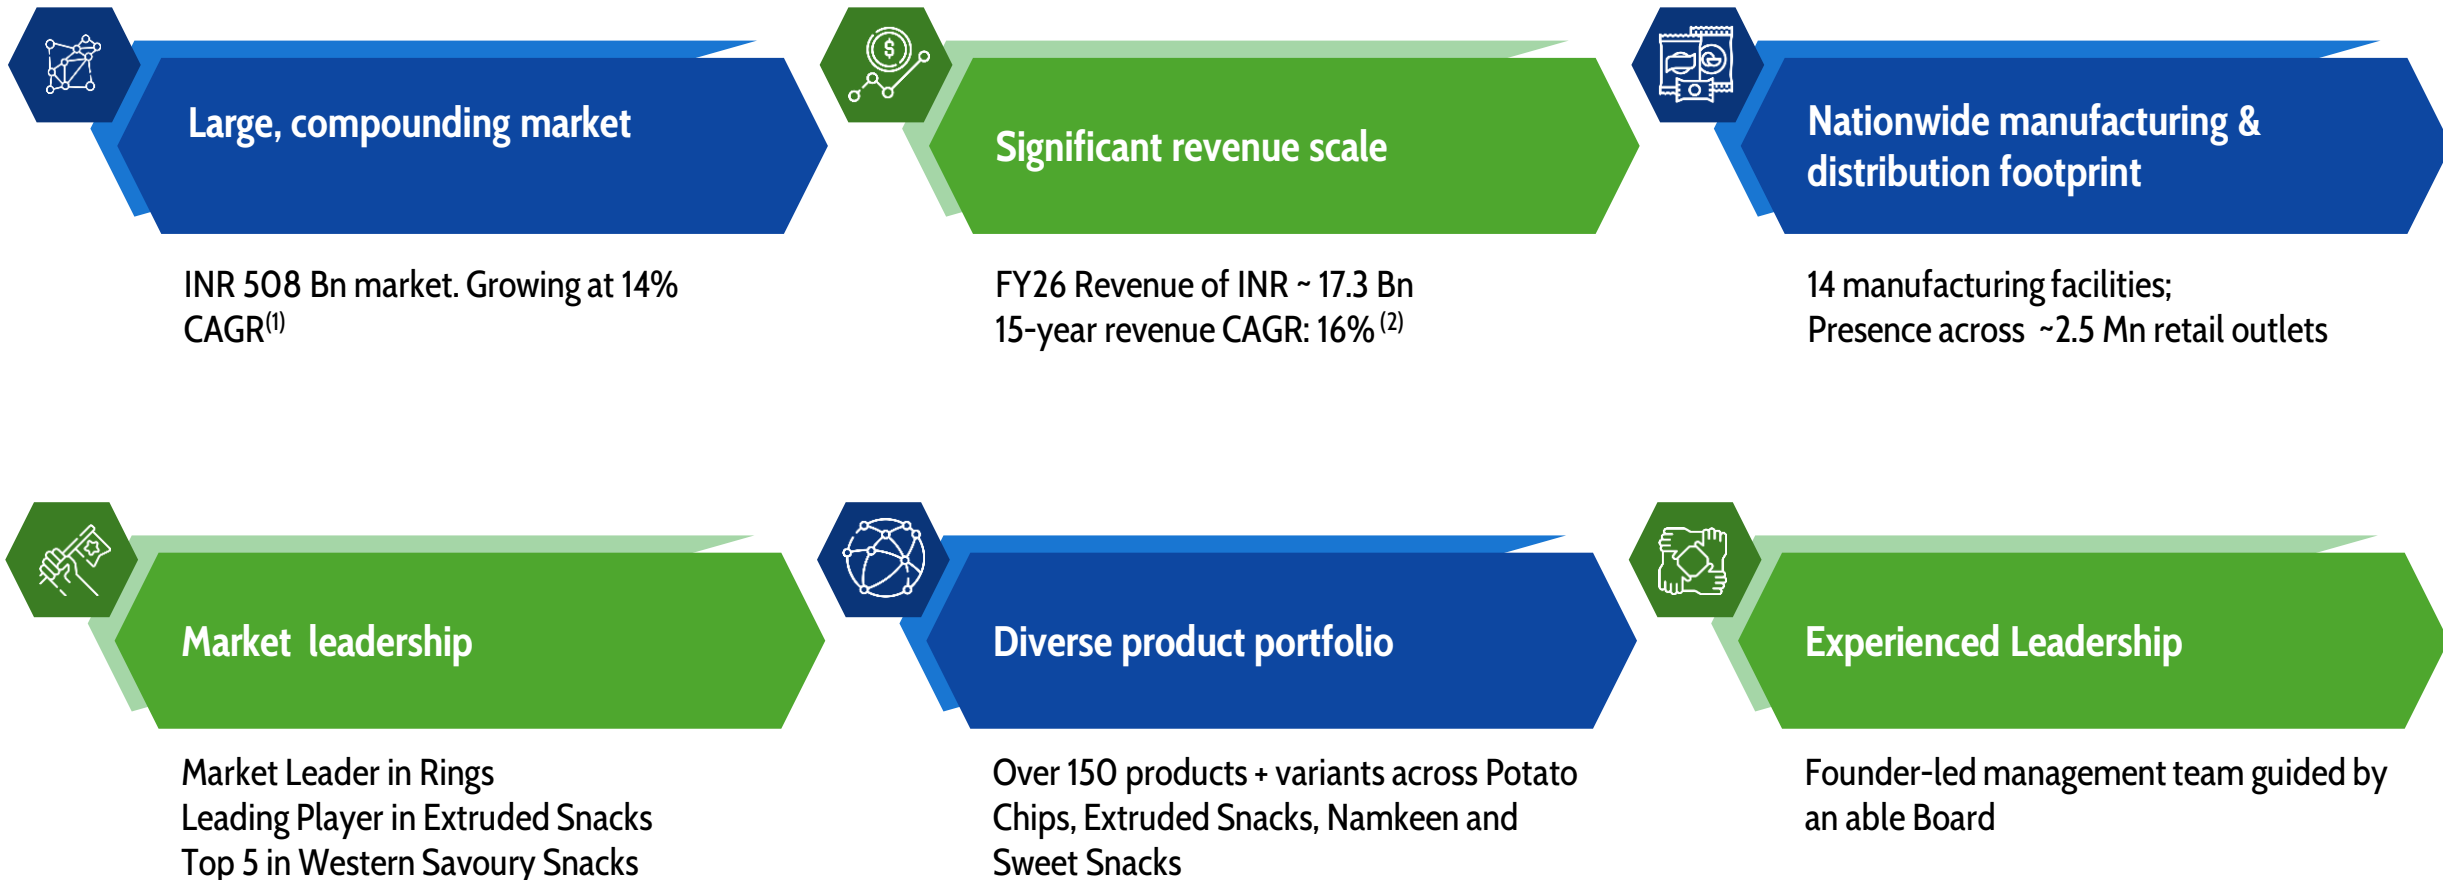 Large, compounding market
INR 508 Bn market. Growing at 14%
CAGR(1)
$
Significant revenue scale
FY26 Revenue of INR ~ 17.3 Bn
15-year revenue CAGR: 16% (2)
Nationwide manufacturing &
distribution footprint
14 manufacturing facilities;
Presence across ~2.5 Mn retail outlets
Market leadership
Market Leader in Rings
Leading Player in Extruded Snacks
Top 5 in Western Savoury Snacks
Diverse product portfolio
Over 150 products + variants across Potato
Chips, Extruded Snacks, Namkeen and
Sweet Snacks
Experienced Leadership
Founder-led management team guided by
an able Board